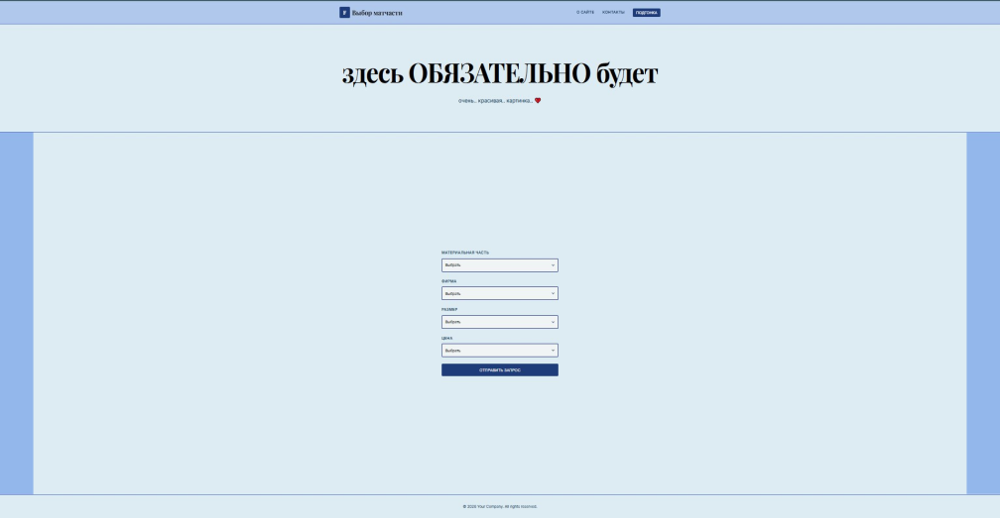 F Выбор матчасти
О САЙТЕ КОНТАКТЫ ПОДГОНКА
здесь ОБЯЗАТЕЛЬНО будет
очень.. красивая.. картинка..
МАТЕРИАЛЬНАЯ ЧАСТЬ
Выбрать
ФИРМА
Выбрать
РАЗМЕР
Выбрать
ЦЕНА
Выбрать
ОТПРАВИТЬ ЗАПРОС
© 2020 Your Company. All rights reserved.